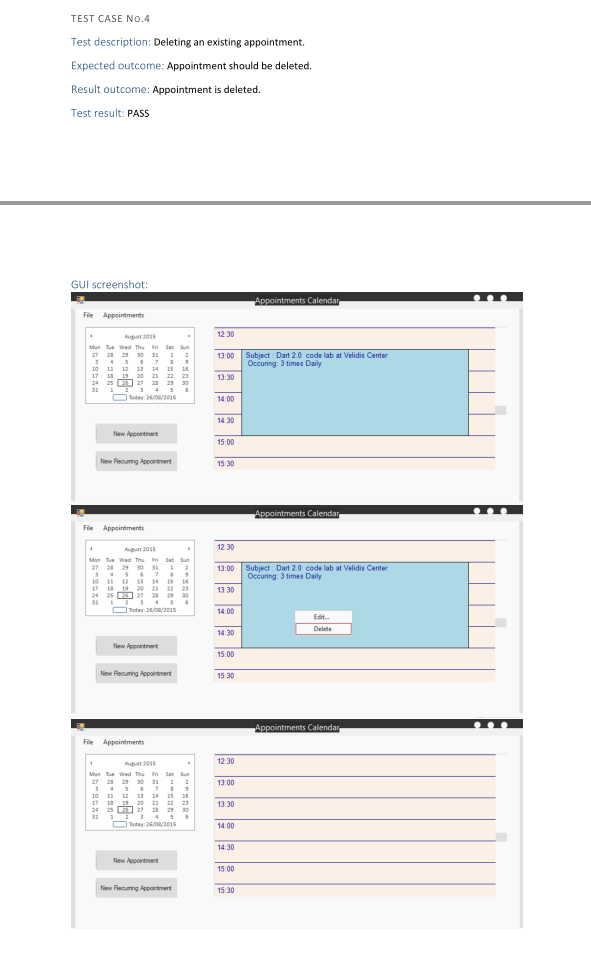 TEST CASE NO.4
Test description: Deleting an existing appointment.
Expected outcome: Appointment should be deleted.
Result outcome: Appointment is deleted.
Test result: PASS
GUI screenshot:
Appointments Calendar
File Appointments
August 2015
Mon Tue Wed Thu Fri Sat Sun
27 28 29 30 31 1 2
3 4 5 6 7 8 9
10 11 12 13 14 15 16
17 18 19 20 21 22 23
24 25 26 27 28 29 30
31 1 2 3 4 5 6
Today: 26/08/2015
New Appointment
New Recurring Appointment
12:30
13:00 Subject : Dart 2.0 code lab at Velidis Center
Occuring: 3 times Daily
13:30
14:00
14:30
15:00
15:30
Appointments Calendar
File Appointments
August 2015
Mon Tue Wed Thu Fri Sat Sun
27 28 29 30 31 1 2
3 4 5 6 7 8 9
10 11 12 13 14 15 16
17 18 19 20 21 22 23
24 25 26 27 28 29 30
31 1 2 3 4 5 6
Today: 26/08/2015
New Appointment
New Recurring Appointment
12:30
13:00 Subject : Dart 2.0 code lab at Velidis Center
Occuring: 3 times Daily
13:30
14:00
Edit...
Delete
14:30
15:00
15:30
Appointments Calendar
File Appointments
August 2015
Mon Tue Wed Thu Fri Sat Sun
27 28 29 30 31 1 2
3 4 5 6 7 8 9
10 11 12 13 14 15 16
17 18 19 20 21 22 23
24 25 26 27 28 29 30
31 1 2 3 4 5 6
Today: 26/08/2015
New Appointment
New Recurring Appointment
12:30
13:00
13:30
14:00
14:30
15:00
15:30